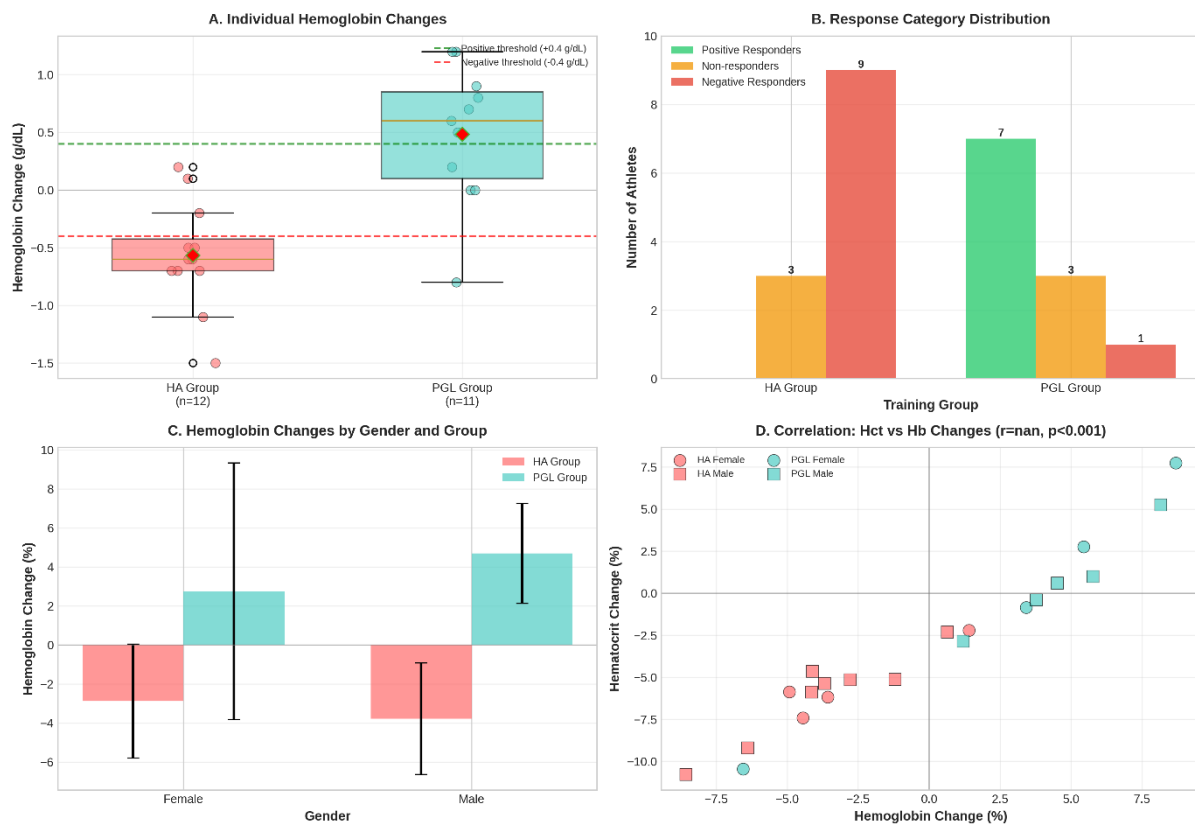 A. Individual Hemoglobin Changes
Positive threshold (+0.4 g/dL)
Negative threshold (-0.4 g/dL)
Hemoglobin Change (g/dL)
1.0
0.5
0.0
−0.5
−1.0
−1.5
HA Group
(n=12)
PGL Group
(n=11)
B. Response Category Distribution
Positive Responders
Non-responders
Negative Responders
Number of Athletes
10
8
6
4
2
0
3
9
7
3
1
HA Group
PGL Group
Training Group
C. Hemoglobin Changes by Gender and Group
HA Group
PGL Group
Hemoglobin Change (%)
10
8
6
4
2
0
−2
−4
−6
Female
Male
Gender
D. Correlation: Hct vs Hb Changes (r=nan, p<0.001)
HA Female
HA Male
PGL Female
PGL Male
Hematocrit Change (%)
7.5
5.0
2.5
0.0
−2.5
−5.0
−7.5
−10.0
−7.5
−5.0
−2.5
0.0
2.5
5.0
7.5
Hemoglobin Change (%)